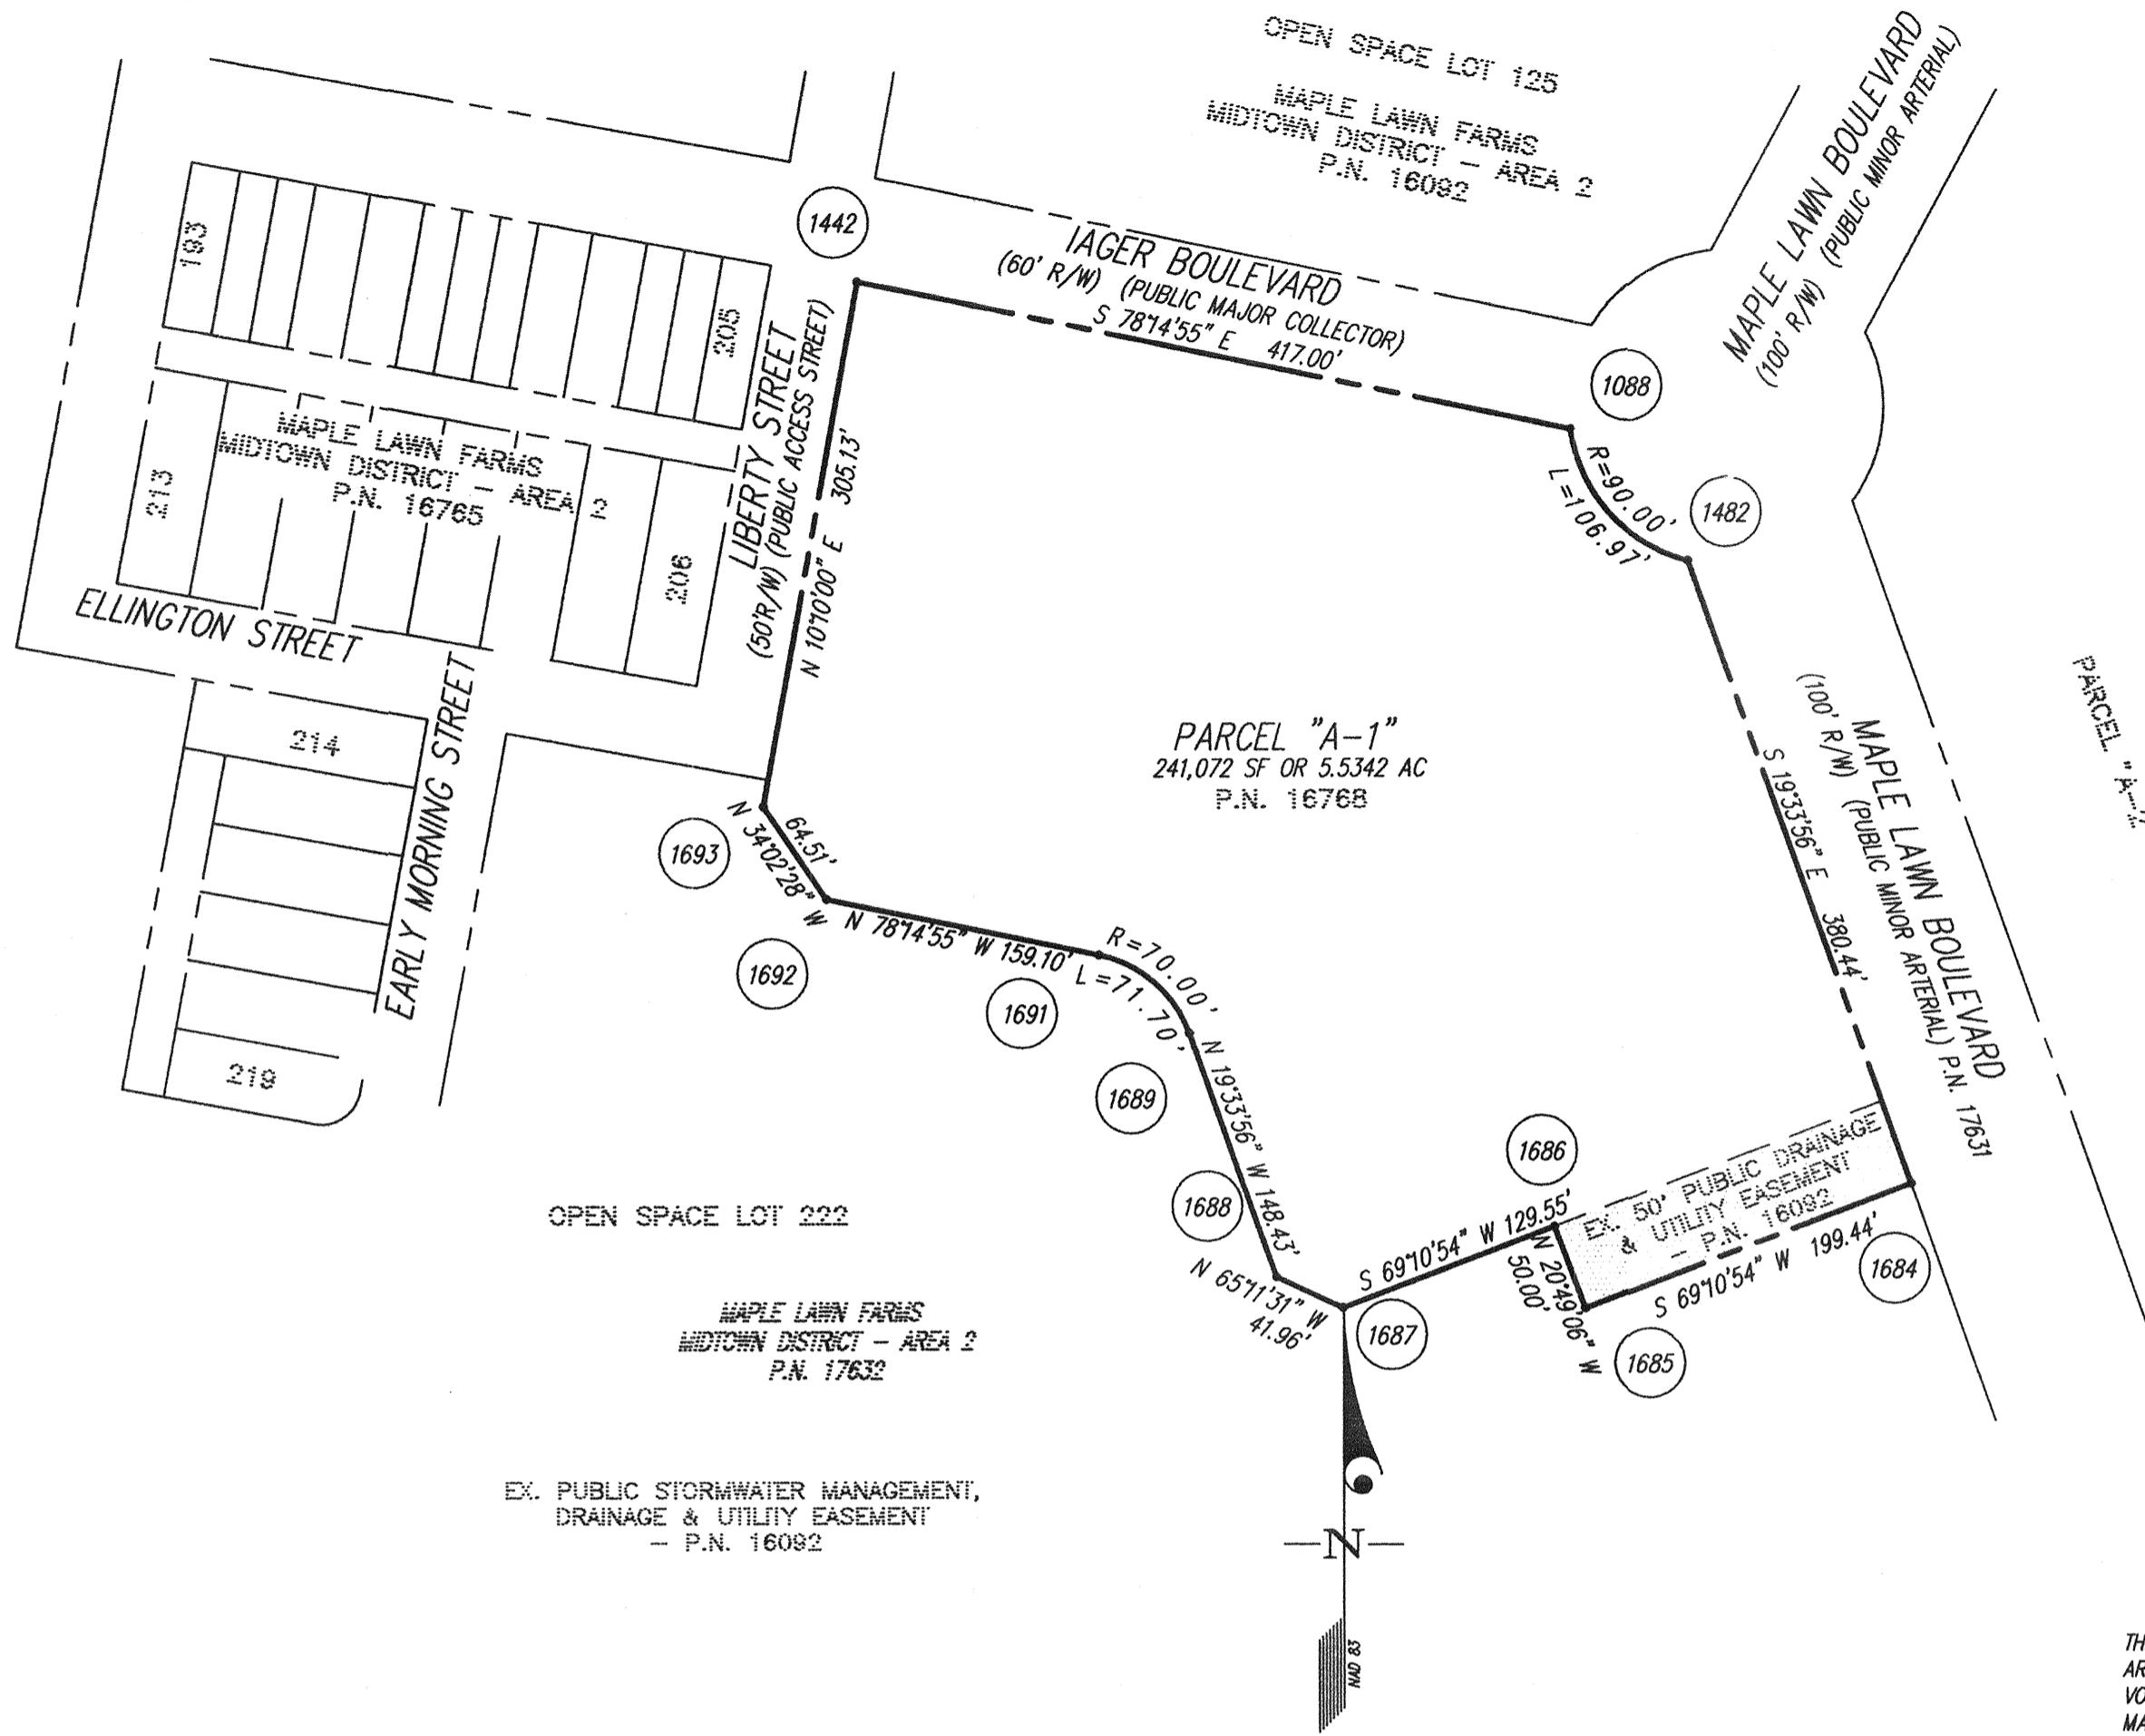 OPEN SPACE LOT 125
MAPLE LAWN FARMS
MIDTOWN DISTRICT – AREA 2
P.N. 16092
MAPLE LAWN BOULEVARD
(100' R/W) (PUBLIC MINOR ARTERIAL)
1442
IAGER BOULEVARD
(60' R/W) (PUBLIC MAJOR COLLECTOR)
S 78°14'55" E 417.00'
1088
R=90.00'
L=106.97'
1482
193
205
MAPLE LAWN FARMS
MIDTOWN DISTRICT – AREA 2
P.N. 16765
213
206
LIBERTY STREET
(50'R/W) (PUBLIC ACCESS STREET)
N 10°10'00" E 305.13'
ELLINGTON STREET
EARLY MORNING STREET
214
219
PARCEL "A-1"
241,072 SF OR 5.5342 AC
P.N. 16768
PARCEL "A-2
MAPLE LAWN BOULEVARD
(100' R/W) (PUBLIC MINOR ARTERIAL) P.N. 17631
S 19°33'56" E 380.44'
1693
64.51'
N 34°02'28" W
1692
N 78°14'55" W 159.10'
1691
R=70.00'
L=71.70'
1689
N 19°33'56" W 148.43'
1688
N 65°11'31" W
41.96'
1687
1686
S 69°10'54" W 129.55'
N 20°49'06" W
50.00'
EX. 50' PUBLIC DRAINAGE
& UTILITY EASEMENT
– P.N. 16092
S 69°10'54" W 199.44'
1684
1685
OPEN SPACE LOT 222
MAPLE LAWN FARMS
MIDTOWN DISTRICT – AREA 2
P.N. 17632
EX. PUBLIC STORMWATER MANAGEMENT,
DRAINAGE & UTILITY EASEMENT
– P.N. 16092
N
NAD 83
TH
AR
VO
MA